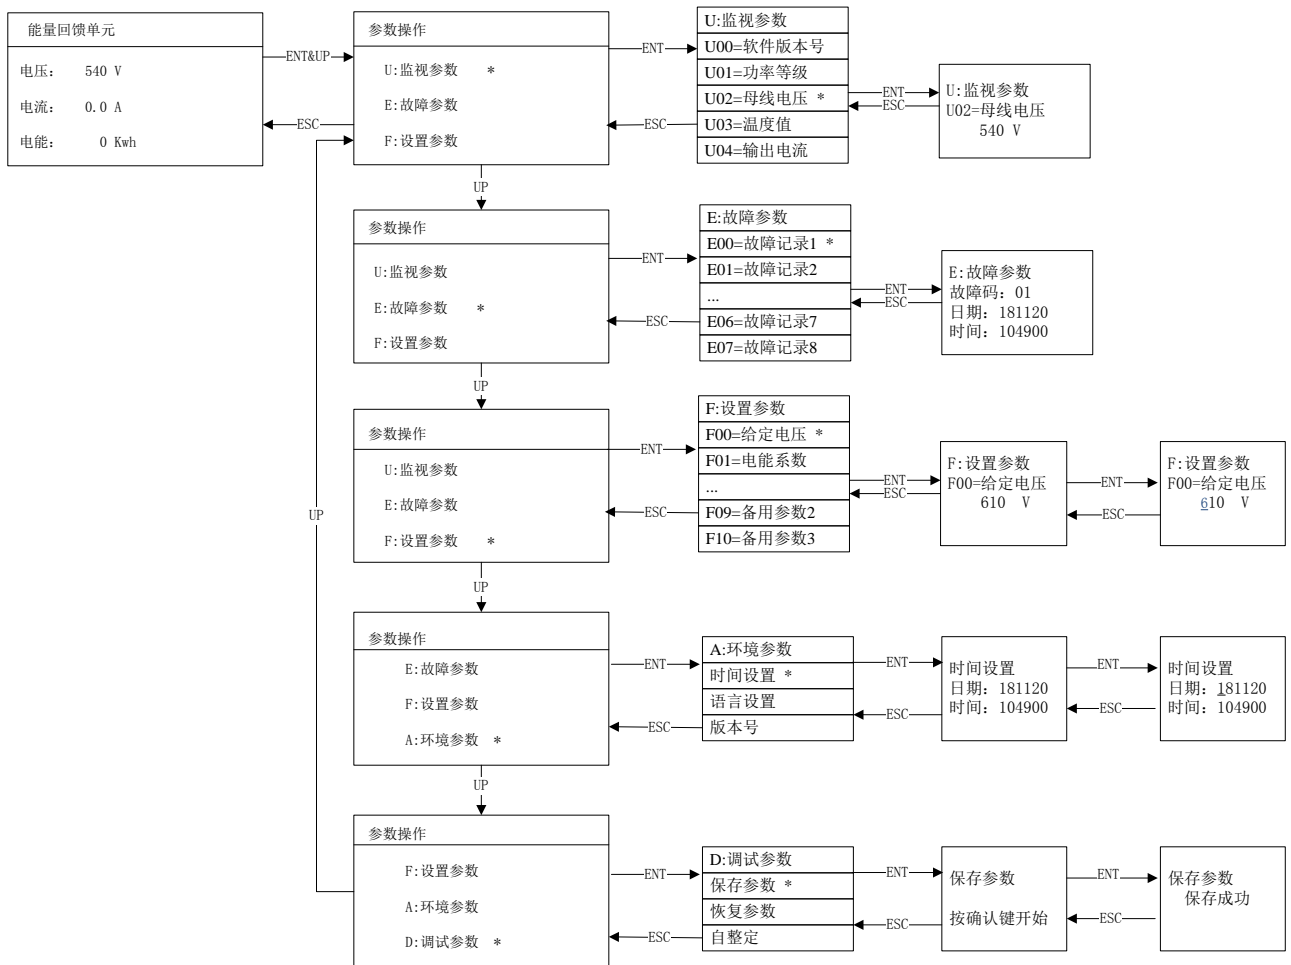 能量回馈单元
电压： 540 V
电流： 0.0 A
电能： 0 Kwh
ENT&UP
ESC
参数操作
U:监视参数 *
E:故障参数
F:设置参数
ENT
ESC
U:监视参数
U00=软件版本号
U01=功率等级
U02=母线电压 *
U03=温度值
U04=输出电流
ENT
ESC
U:监视参数
U02=母线电压
540 V
UP
参数操作
U:监视参数
E:故障参数 *
F:设置参数
ENT
ESC
E:故障参数
E00=故障记录1 *
E01=故障记录2
...
E06=故障记录7
E07=故障记录8
ENT
ESC
E:故障参数
故障码：01
日期：181120
时间：104900
UP
参数操作
U:监视参数
E:故障参数
F:设置参数 *
ENT
ESC
F:设置参数
F00=给定电压 *
F01=电能系数
...
F09=备用参数2
F10=备用参数3
ENT
ESC
F:设置参数
F00=给定电压
610 V
ENT
ESC
F:设置参数
F00=给定电压
610 V
UP
UP
参数操作
E:故障参数
F:设置参数
A:环境参数 *
ENT
ESC
A:环境参数
时间设置 *
语言设置
版本号
ENT
ESC
时间设置
日期：181120
时间：104900
ENT
ESC
时间设置
日期：181120
时间：104900
UP
参数操作
F:设置参数
A:环境参数
D:调试参数 *
ENT
ESC
D:调试参数
保存参数 *
恢复参数
自整定
ENT
ESC
保存参数
按确认键开始
ENT
ESC
保存参数
保存成功